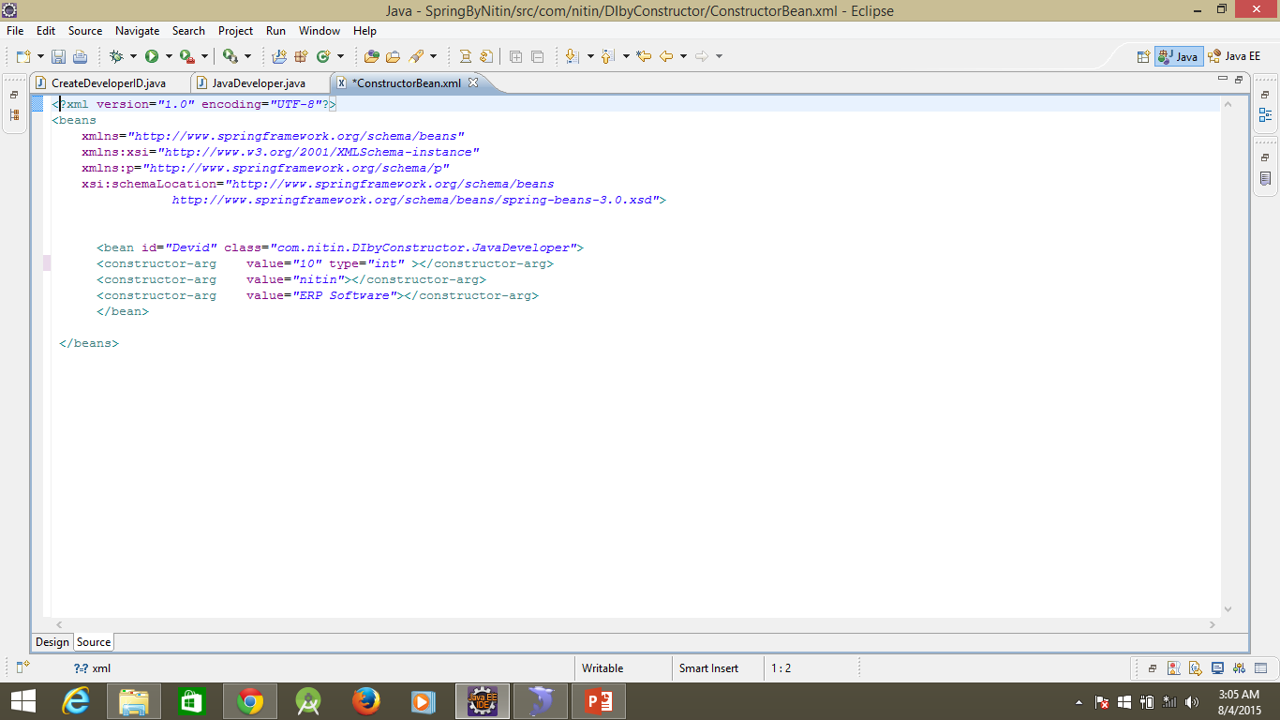 Java - SpringByNitin/src/com/nitin/DIbyConstructor/ConstructorBean.xml - Eclipse
File Edit Source Navigate Search Project Run Window Help
Java Java EE
CreateDeveloperID.java JavaDeveloper.java *ConstructorBean.xml
<?xml version="1.0" encoding="UTF-8"?>
<beans
xmlns="http://www.springframework.org/schema/beans"
xmlns:xsi="http://www.w3.org/2001/XMLSchema-instance"
xmlns:p="http://www.springframework.org/schema/p"
xsi:schemaLocation="http://www.springframework.org/schema/beans
http://www.springframework.org/schema/beans/spring-beans-3.0.xsd">
<bean id="Devid" class="com.nitin.DIbyConstructor.JavaDeveloper">
<constructor-arg value="10" type="int" ></constructor-arg>
<constructor-arg value="nitin"></constructor-arg>
<constructor-arg value="ERP Software"></constructor-arg>
</bean>
</beans>
Design Source
?-? xml Writable Smart Insert 1 : 2
Java EE IDE
3:05 AM
8/4/2015